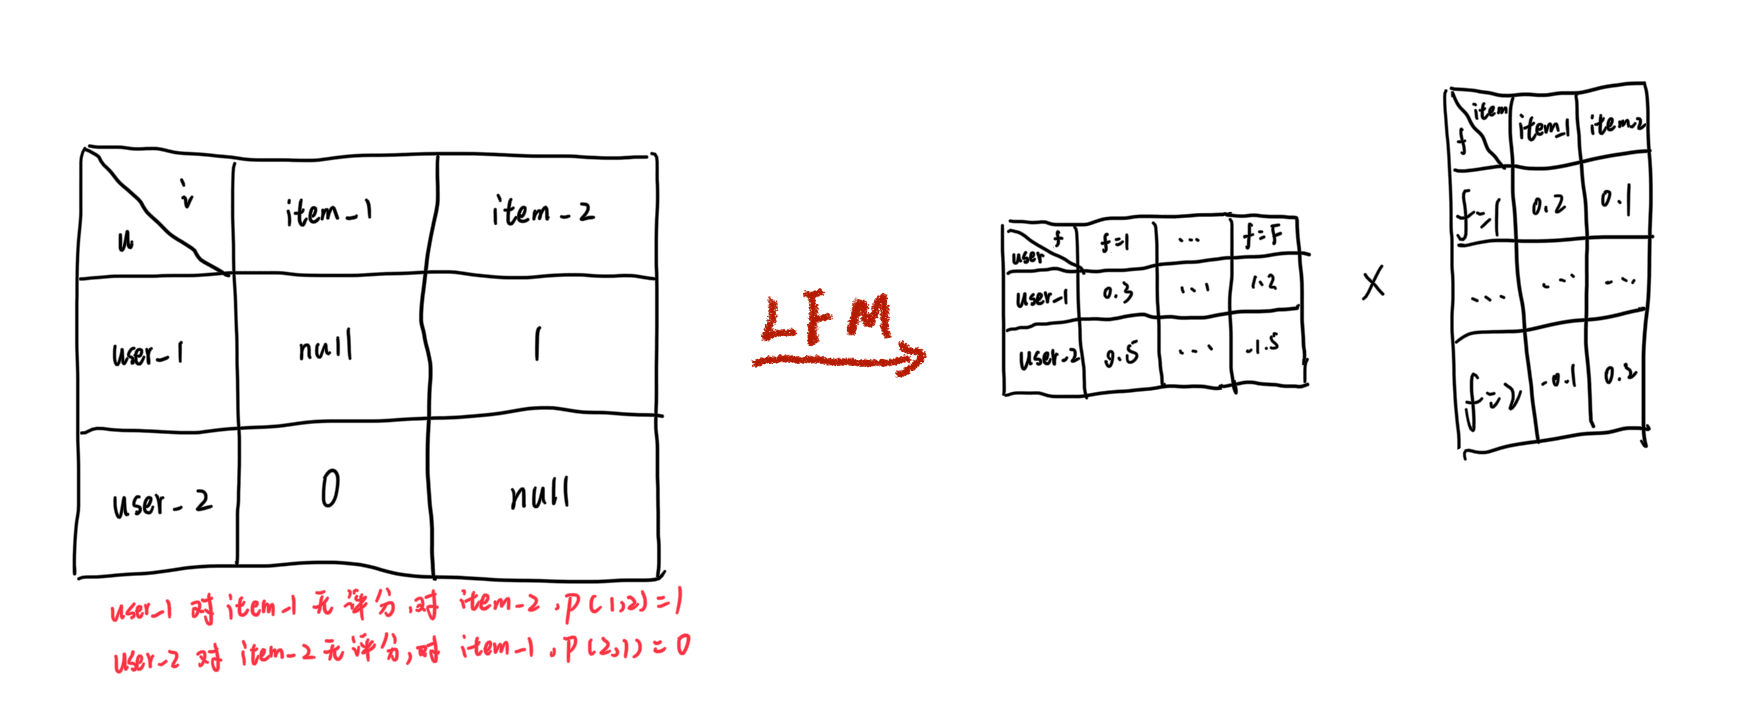 i item_1 item_2
u
user_1 null 1
user_2 0 null
user_1 对 item_1 无评分,对 item_2 , P(1,2)=1
user_2 对 item_2 无评分,对 item_1 , P(2,1)=0
LFM
f f=1 ... f=F
user
user_1 0.3 ... 1.2
user_2 0.5 ... -1.5
X
item item_1 item_2
f
f=1 0.2 0.1
... ... ...
f=2 -0.1